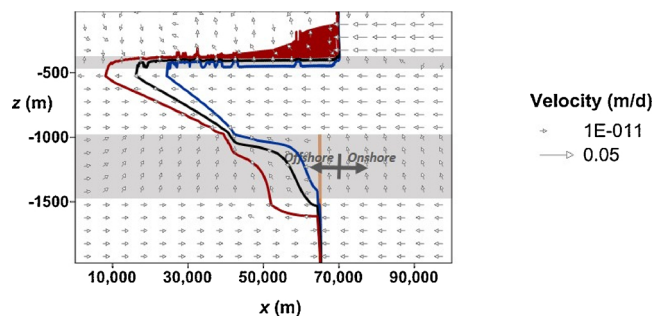 -500
z (m)
-1000
-1500
Offshore Onshore
10,000 30,000 50,000 70,000 90,000
x (m)
Velocity (m/d)
1E-011
0.05